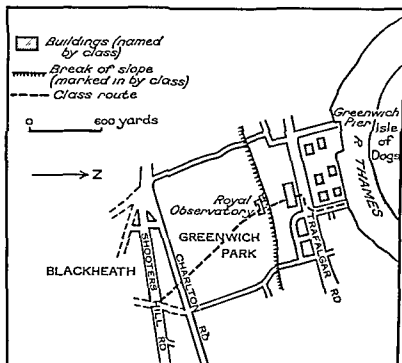 Buildings (named
by class)
Break of slope
(marked in by class)
Class route
0 600 yards
N
Greenwich
Pier
Isle
of
Dogs
R THAMES
Royal
Observatory
GREENWICH
PARK
TRAFALGAR
RD
BLACKHEATH
SHOOTERS
HILL RD
CHARLTON
RD